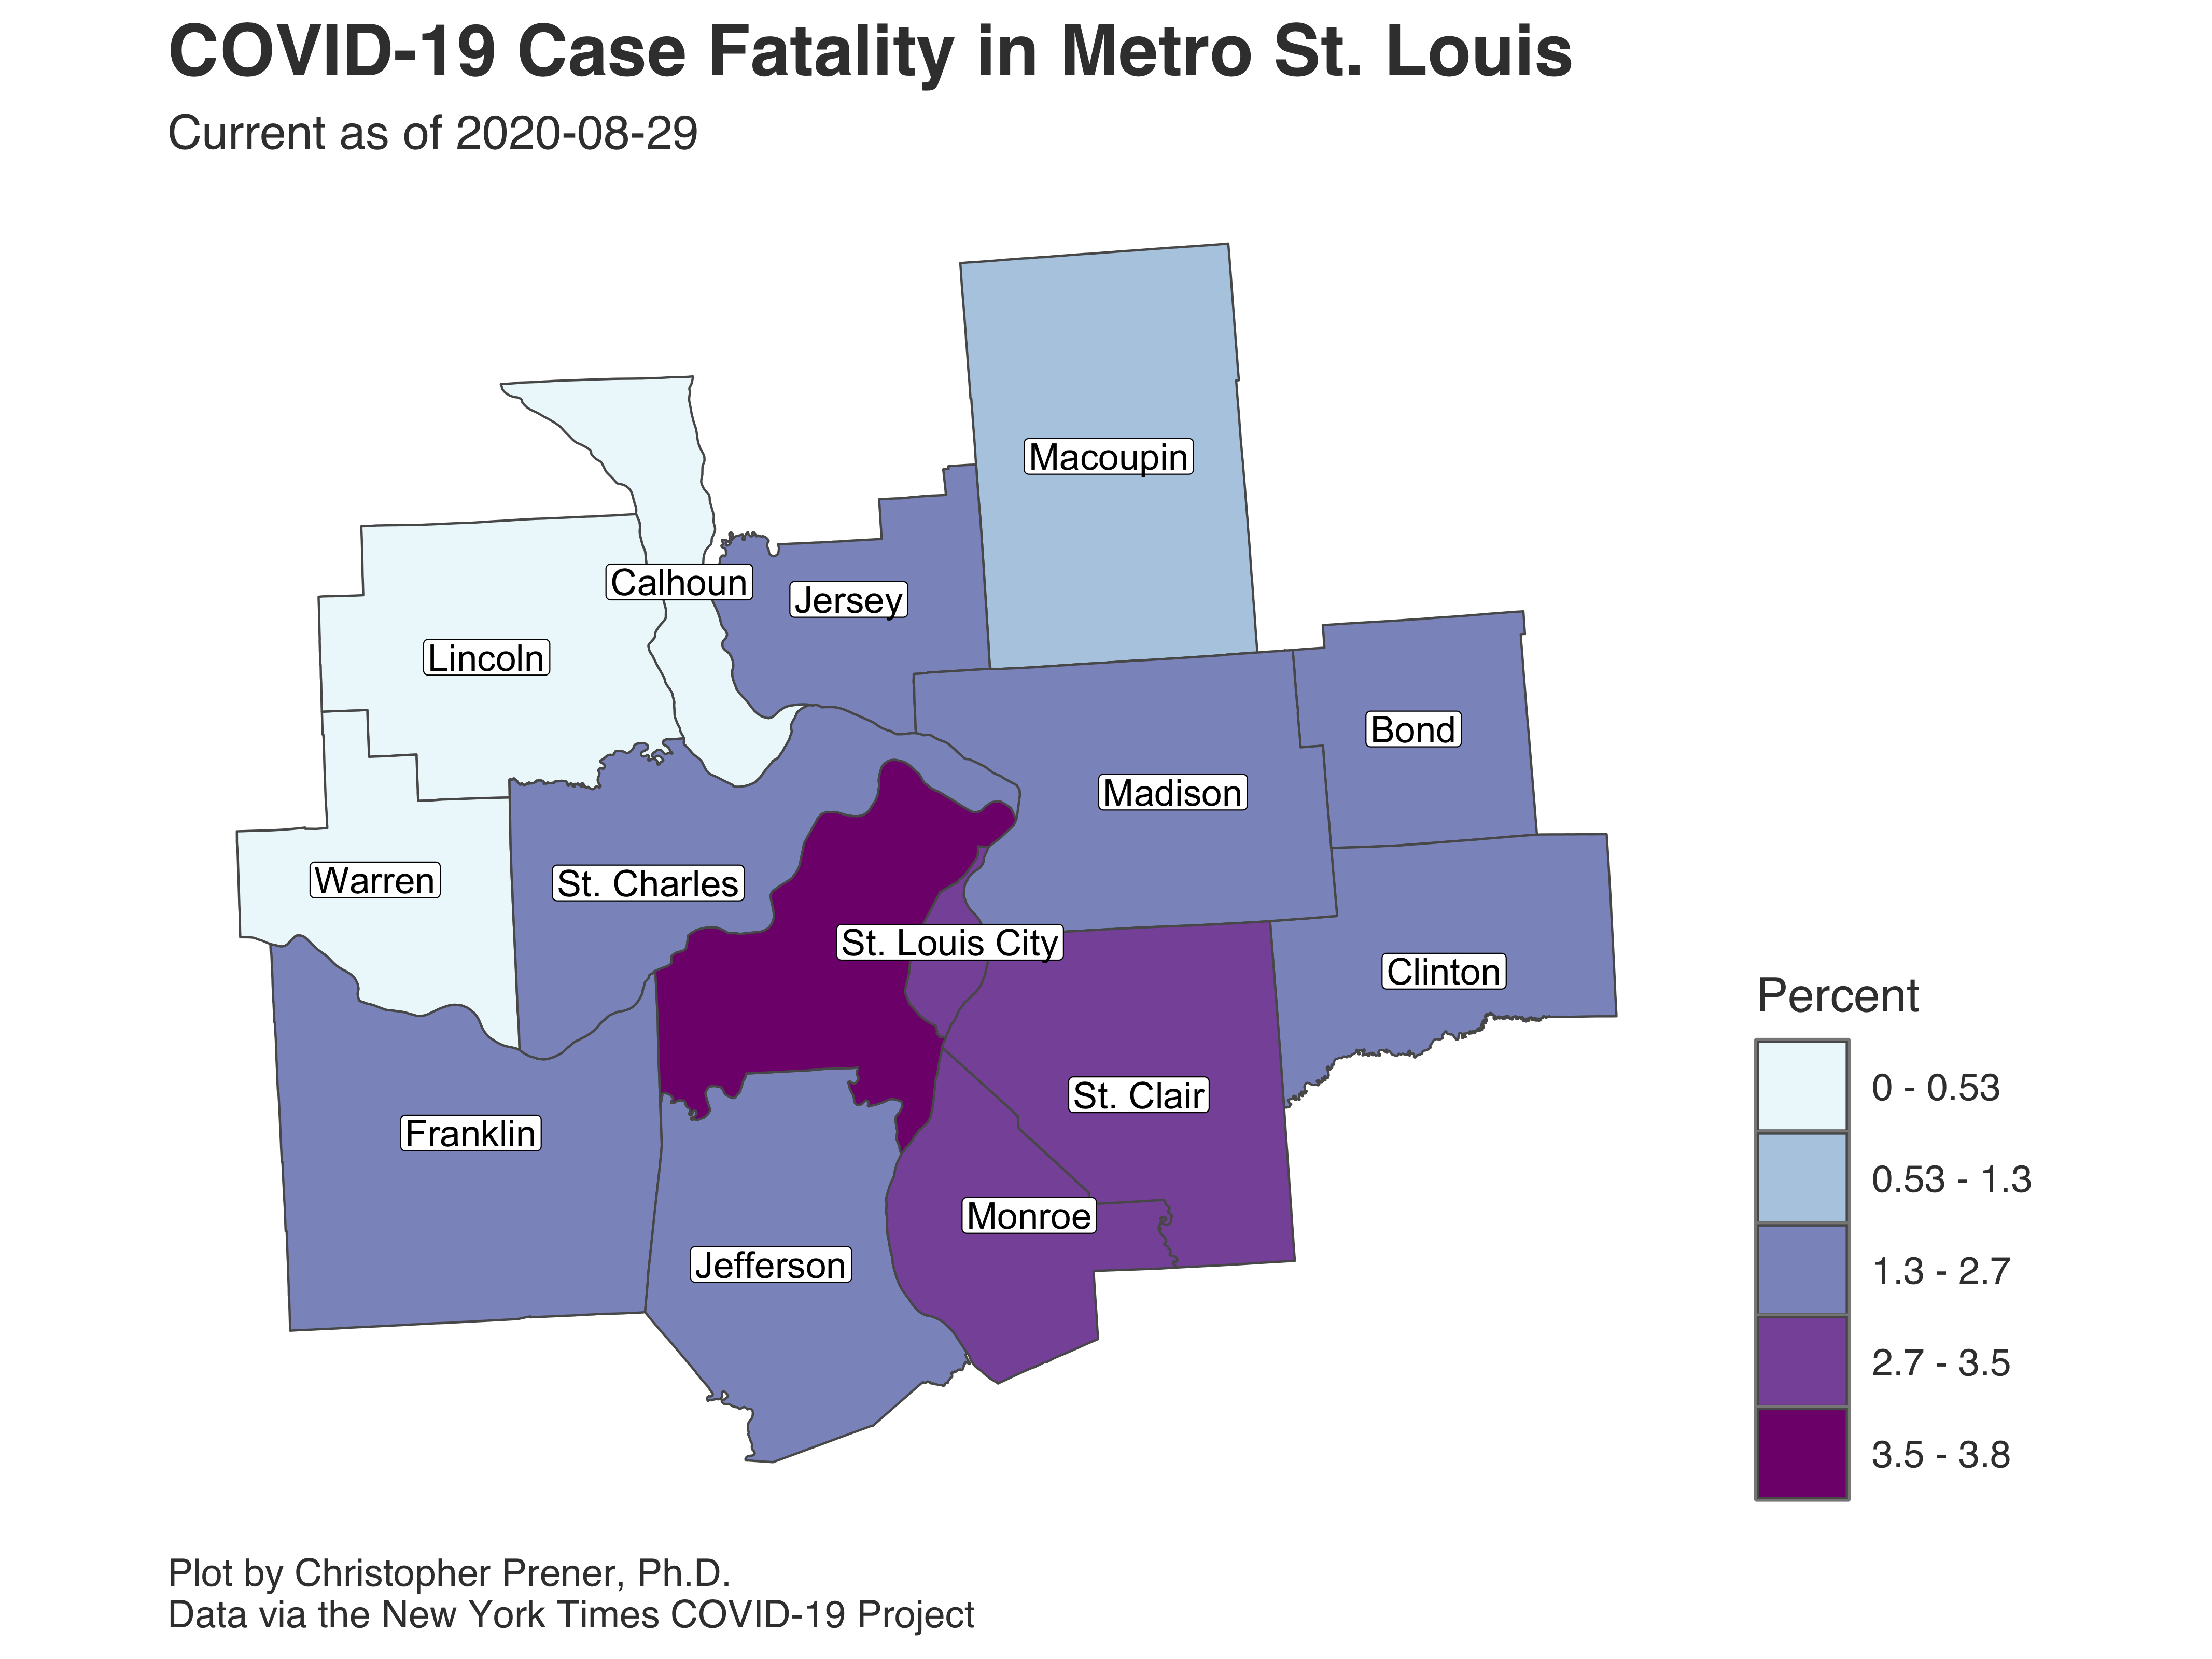 COVID-19 Case Fatality in Metro St. Louis
Current as of 2020-08-29
Macoupin
Calhoun
Jersey
Lincoln
Bond
Madison
Warren
St. Charles
St. Louis City
Clinton
St. Clair
Franklin
Monroe
Jefferson
Percent
0 - 0.53
0.53 - 1.3
1.3 - 2.7
2.7 - 3.5
3.5 - 3.8
Plot by Christopher Prener, Ph.D.
Data via the New York Times COVID-19 Project